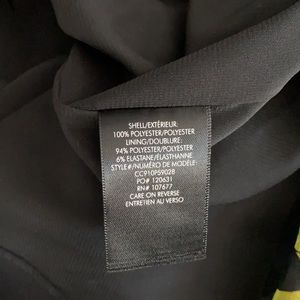 SHELL/EXTÉRIEUR:
100% POLYESTER/POLYESTER
LINING/DOUBLURE:
94% POLYESTER/POLYESTER
6% ELASTANE/ÉLASTHANNE
STYLE#/NUMÉRO DE MODÈLE:
CC910P59028
PO# 120631
RN# 107677
CARE ON REVERSE
ENTRETIEN AU VERSO